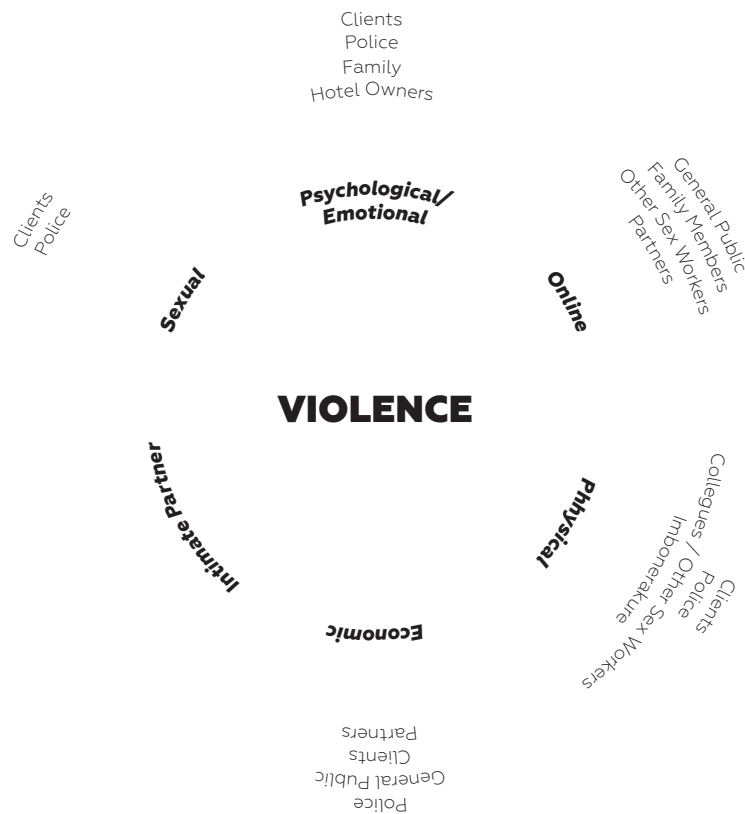 Clients
Police
Family
Hotel Owners
Psychological/
Emotional
General Public
Family Members
Other Sex Workers
Partners
Online
Clients
Police
Collegues / Other Sex Workers
Imbonerakure
Phhysical
Police
General Public
Clients
Partners
Economic
Intimate Partner
Clients
Police
Sexual
VIOLENCE